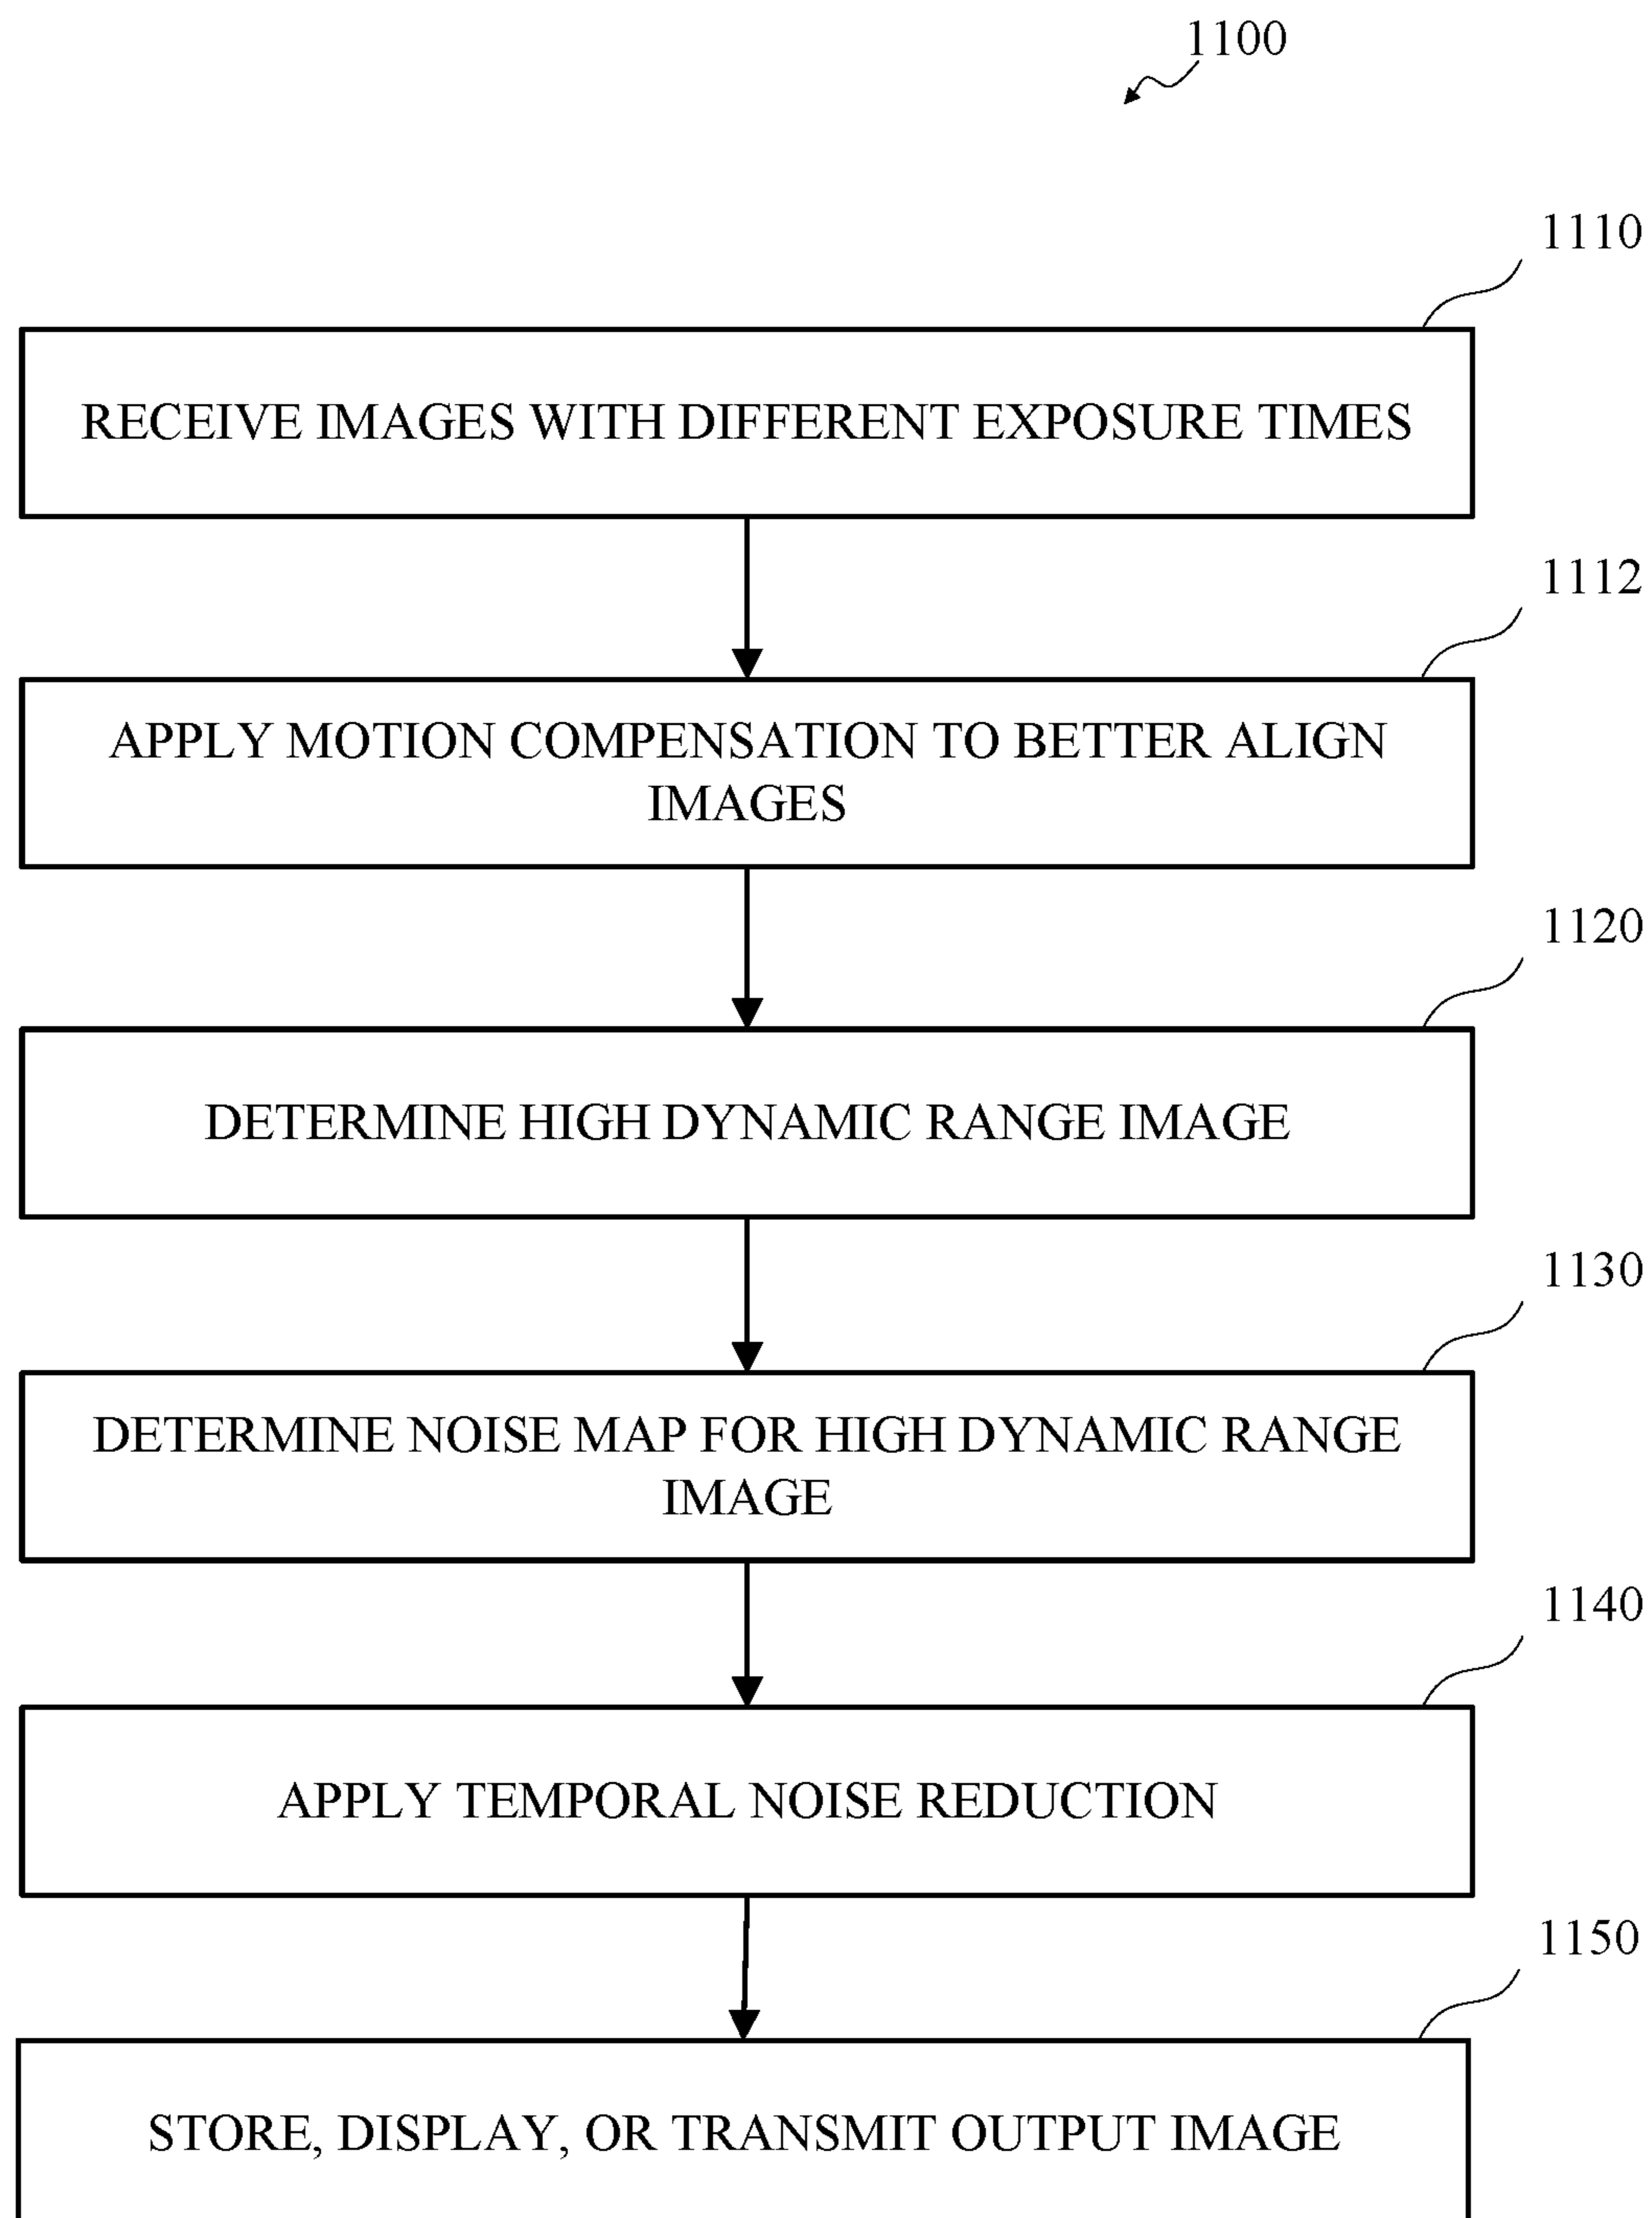 1100
1110
RECEIVE IMAGES WITH DIFFERENT EXPOSURE TIMES
1112
APPLY MOTION COMPENSATION TO BETTER ALIGN
IMAGES
1120
DETERMINE HIGH DYNAMIC RANGE IMAGE
1130
DETERMINE NOISE MAP FOR HIGH DYNAMIC RANGE
IMAGE
1140
APPLY TEMPORAL NOISE REDUCTION
1150
STORE, DISPLAY, OR TRANSMIT OUTPUT IMAGE